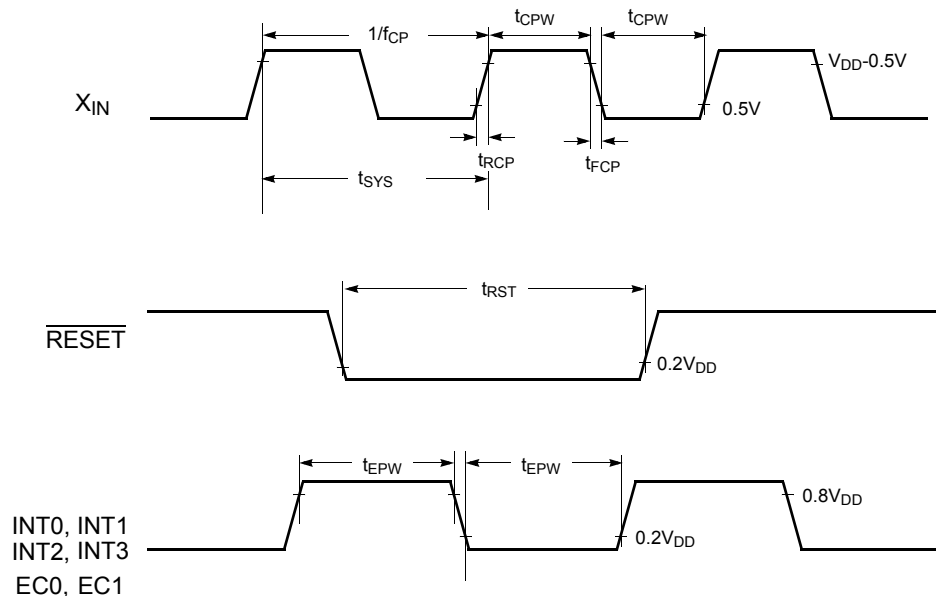 1/fCP
tCPW
tCPW
VDD-0.5V
XIN
0.5V
tRCP
tFCP
tSYS
tRST
RESET
0.2VDD
tEPW
tEPW
0.8VDD
INT0, INT1
INT2, INT3
0.2VDD
EC0, EC1